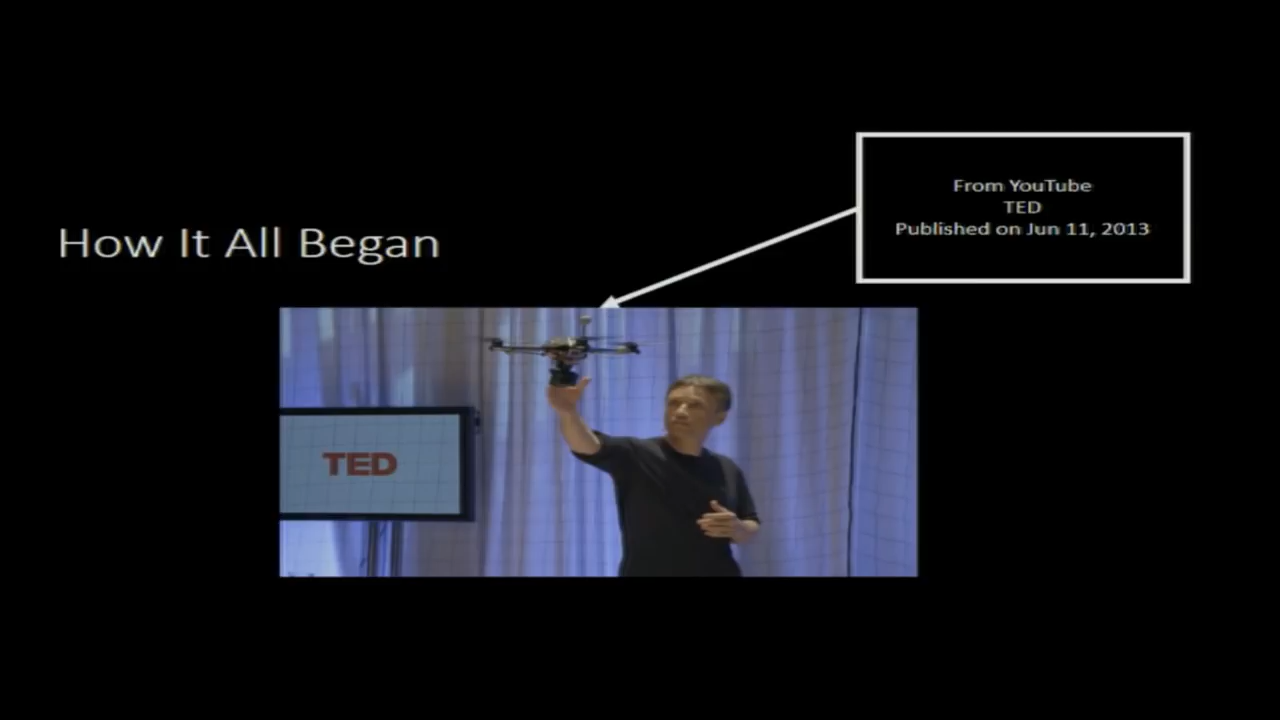 How It All Began
From YouTube
TED
Published on Jun 11, 2013
TED